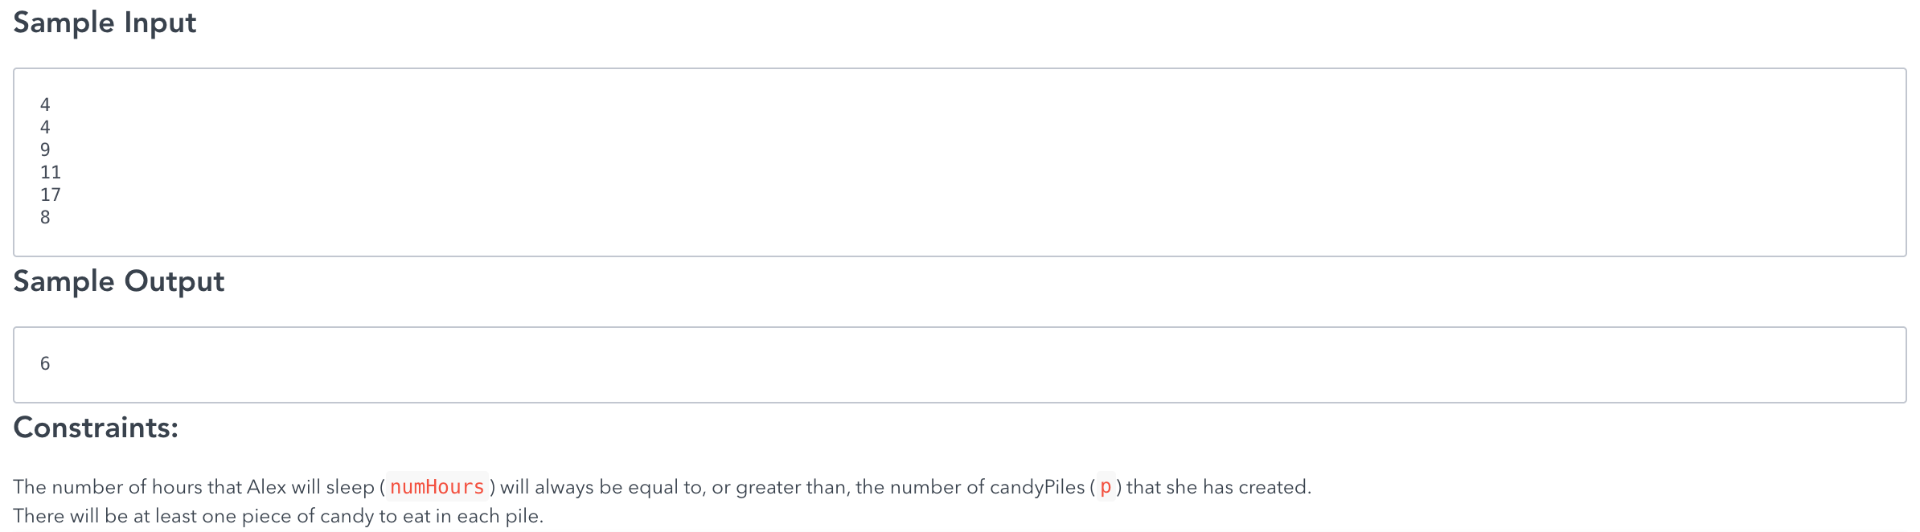 Sample Input
4
4
9
11
17
8
Sample Output
6
Constraints:
The number of hours that Alex will sleep ( numHours ) will always be equal to, or greater than, the number of candyPiles ( p ) that she has created.
There will be at least one piece of candy to eat in each pile.